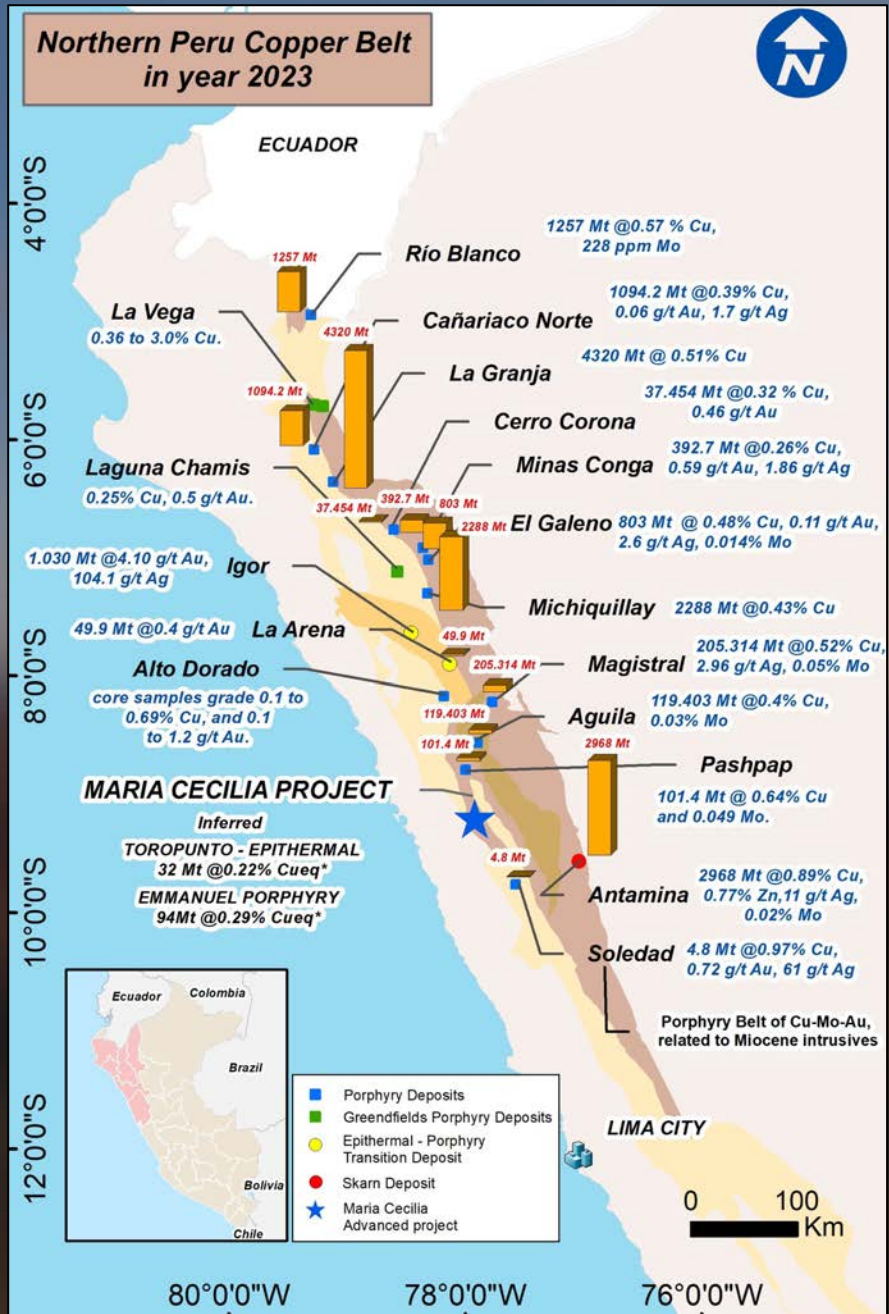 Northern Peru Copper Belt
in year 2023
N
ECUADOR
4°0'0"S
6°0'0"S
8°0'0"S
10°0'0"S
12°0'0"S
1257 Mt
Río Blanco
1257 Mt @0.57 % Cu,
228 ppm Mo
La Vega
0.36 to 3.0% Cu.
4320 Mt
Cañariaco Norte
1094.2 Mt @0.39% Cu,
0.06 g/t Au, 1.7 g/t Ag
1094.2 Mt
La Granja
4320 Mt @ 0.51% Cu
Cerro Corona
37.454 Mt @0.32 % Cu,
0.46 g/t Au
Laguna Chamis
0.25% Cu, 0.5 g/t Au.
37.454 Mt
392.7 Mt
803 Mt
2288 Mt
Minas Conga
392.7 Mt @0.26% Cu,
0.59 g/t Au, 1.86 g/t Ag
El Galeno
803 Mt @ 0.48% Cu, 0.11 g/t Au,
2.6 g/t Ag, 0.014% Mo
1.030 Mt @4.10 g/t Au,
104.1 g/t Ag
Igor
Michiquillay
2288 Mt @0.43% Cu
49.9 Mt @0.4 g/t Au
La Arena
49.9 Mt
205.314 Mt
Magistral
205.314 Mt @0.52% Cu,
2.96 g/t Ag, 0.05% Mo
Alto Dorado
core samples grade 0.1 to
0.69% Cu, and 0.1
to 1.2 g/t Au.
119.403 Mt
Aguila
119.403 Mt @0.4% Cu,
0.03% Mo
101.4 Mt
2968 Mt
Pashpap
101.4 Mt @ 0.64% Cu
and 0.049 Mo.
MARIA CECILIA PROJECT
Inferred
TOROPUNTO - EPITHERMAL
32 Mt @0.22% Cueq*
EMMANUEL PORPHYRY
94Mt @0.29% Cueq*
4.8 Mt
Antamina
2968 Mt @0.89% Cu,
0.77% Zn,11 g/t Ag,
0.02% Mo
Soledad
4.8 Mt @0.97% Cu,
0.72 g/t Au, 61 g/t Ag
Porphyry Belt of Cu-Mo-Au,
related to Miocene intrusives
Ecuador
Colombia
Brazil
Bolivia
Chile
Porphyry Deposits
Greendfields Porphyry Deposits
Epithermal - Porphyry
Transition Deposit
Skarn Deposit
Maria Cecilia
Advanced project
LIMA CITY
0 100
Km
80°0'0"W 78°0'0"W 76°0'0"W